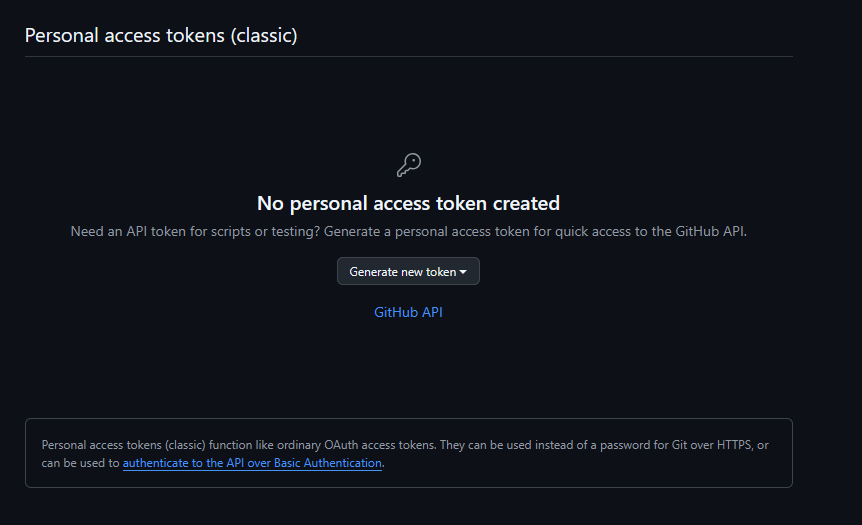 Personal access tokens (classic)
No personal access token created
Need an API token for scripts or testing? Generate a personal access token for quick access to the GitHub API.
Generate new token
GitHub API
Personal access tokens (classic) function like ordinary OAuth access tokens. They can be used instead of a password for Git over HTTPS, or
can be used to authenticate to the API over Basic Authentication.